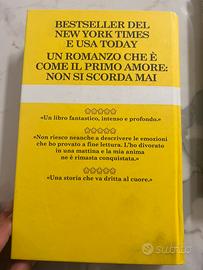 BESTSELLER DEL
NEW YORK TIMES
E USA TODAY
UN ROMANZO CHE È
COME IL PRIMO AMORE:
NON SI SCORDA MAI
☆☆☆☆☆
«Un libro fantastico, intenso e profondo.»
☆☆☆☆☆
«Non riesco neanche a descrivere le emozioni
che ho provato a fine lettura. L'ho divorato
in una mattina e la mia anima
ne è rimasta conquistata.»
☆☆☆☆☆
«Una storia che va dritta al cuore.»
Subito